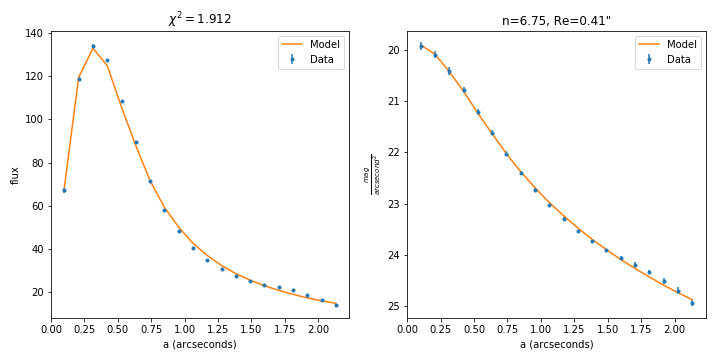 χ² = 1.912
140
120
100
80
60
40
20
flux
0.00 0.25 0.50 0.75 1.00 1.25 1.50 1.75 2.00
a (arcseconds)
Model
Data
n=6.75, Re=0.41"
20
21
22
23
24
25
mag
arcsecond²
0.00 0.25 0.50 0.75 1.00 1.25 1.50 1.75 2.00
a (arcseconds)
Model
Data